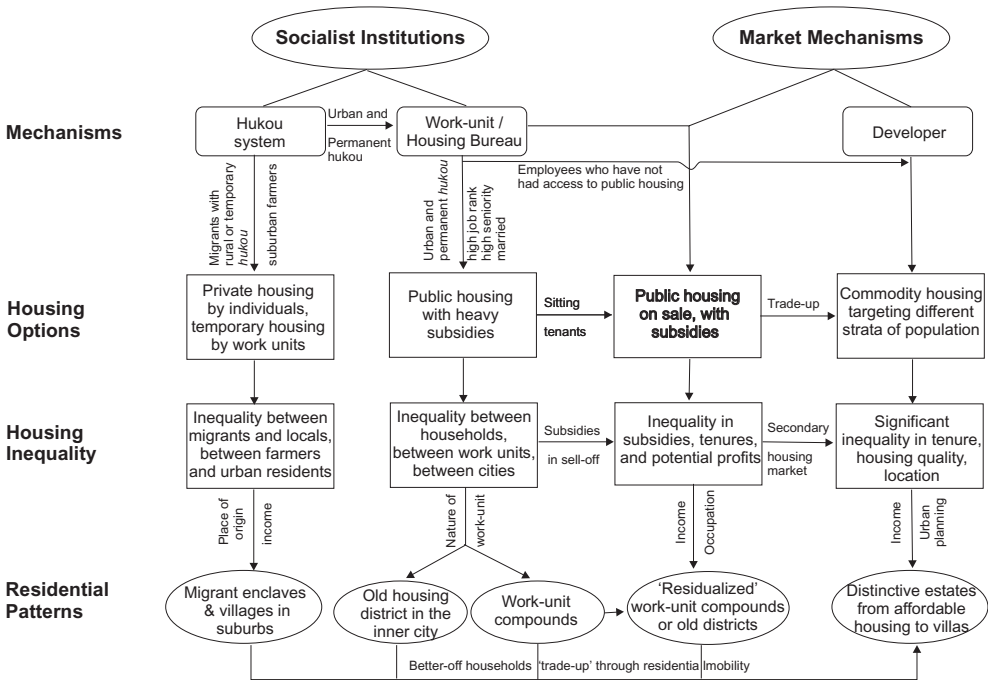 Socialist Institutions
Market Mechanisms
Mechanisms
Hukou
system
Urban and
Permanent
hukou
Work-unit /
Housing Bureau
Developer
Employees who have not
had access to public housing
Migrants with
rural or temporary
hukou
suburban farmers
Urban and
permanent hukou
high job rank
high seniority
married
Housing
Options
Private housing
by individuals,
temporary housing
by work units
Public housing
with heavy
subsidies
Sitting
tenants
Public housing
on sale, with
subsidies
Trade-up
Commodity housing
targeting different
strata of population
Housing
Inequality
Inequality between
migrants and locals,
between farmers
and urban residents
Inequality between
households,
between work units,
between cities
Subsidies
in sell-off
Inequality in
subsidies, tenures,
and potential profits
Secondary
housing
market
Significant
inequality in tenure,
housing quality,
location
Place of
origin
income
Nature of
work-unit
Income
Occupation
Income
Urban
planning
Residential
Patterns
Migrant enclaves
& villages in
suburbs
Old housing
district in the
inner city
Work-unit
compounds
'Residualized'
work-unit compounds
or old districts
Distinctive estates
from affordable
housing to villas
Better-off households 'trade-up' through residential mobility